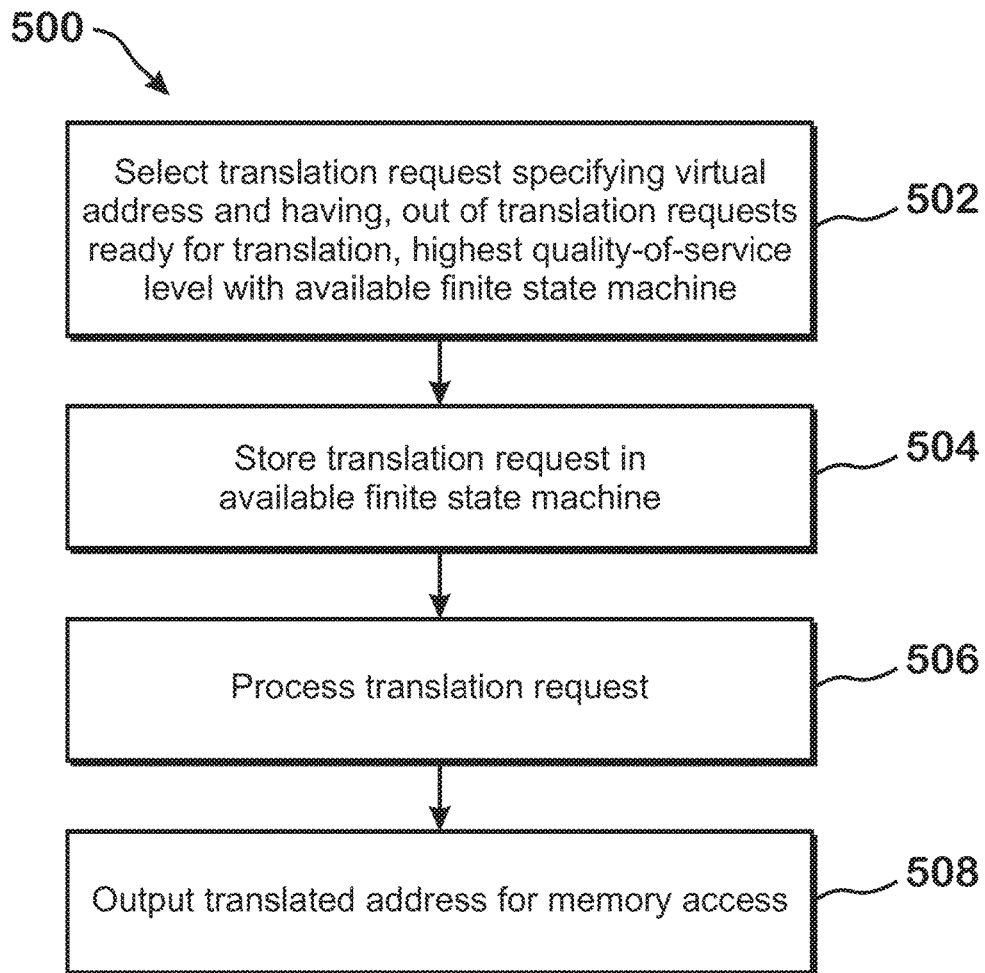 500
Select translation request specifying virtual
address and having, out of translation requests
ready for translation, highest quality-of-service
level with available finite state machine
502
Store translation request in
available finite state machine
504
Process translation request
506
Output translated address for memory access
508